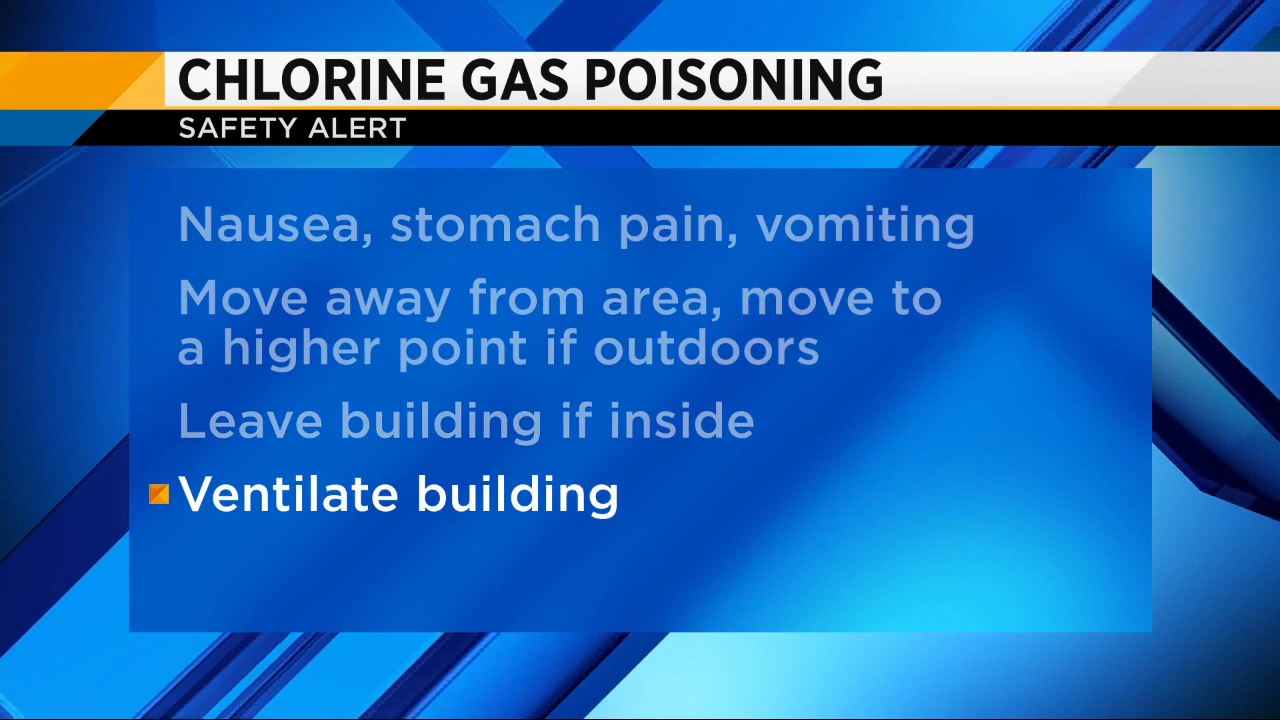 CHLORINE GAS POISONING
SAFETY ALERT
Nausea, stomach pain, vomiting
Move away from area, move to
a higher point if outdoors
Leave building if inside
Ventilate building